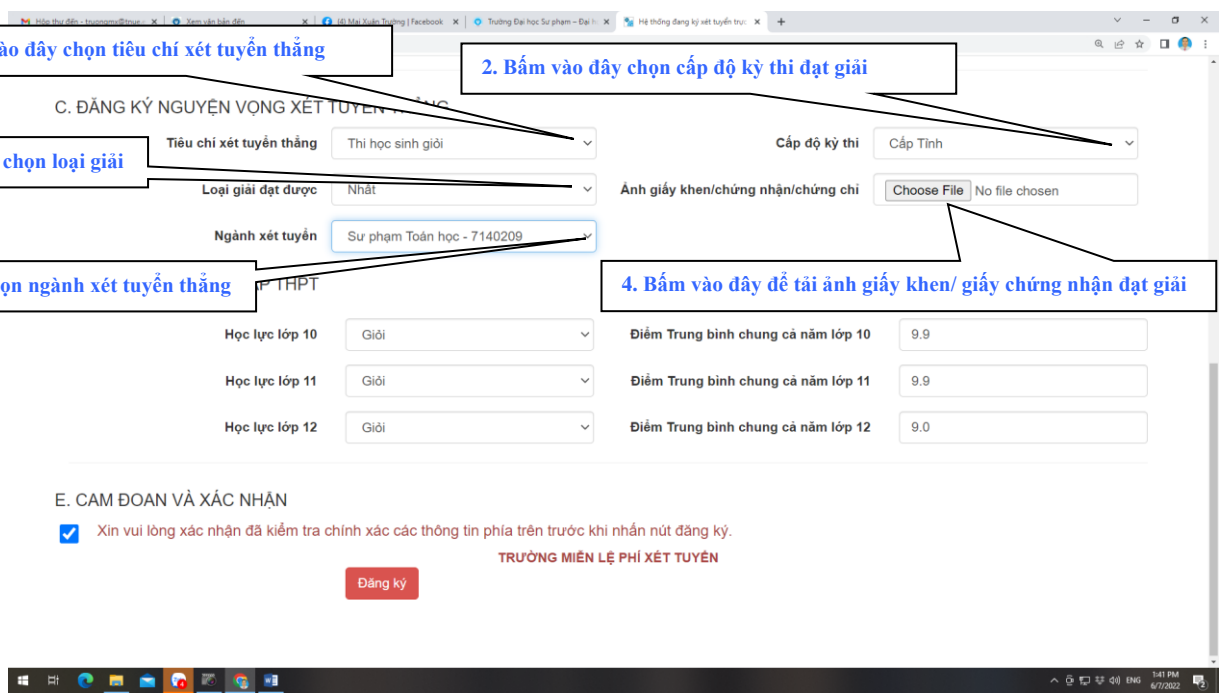 Hộp thư đến - truongmx@tnue.e
Xem văn bản đến
(4) Mai Xuân Trường | Facebook
Trường Đại học Sư phạm – Đại h
Hệ thống đang ký xét tuyển trực
ào đây chọn tiêu chí xét tuyển thẳng
2. Bấm vào đây chọn cấp độ kỳ thi đạt giải
C. ĐĂNG KÝ NGUYỆN VỌNG XÉT TUYỂN THẲNG
Tiêu chí xét tuyển thẳng
Thi học sinh giỏi
Cấp độ kỳ thi
Cấp Tỉnh
chọn loại giải
Loại giải đạt được
Nhất
Ảnh giấy khen/chứng nhận/chứng chỉ
Choose File No file chosen
Ngành xét tuyển
Sư phạm Toán học - 7140209
ọn ngành xét tuyển thẳng
THPT
4. Bấm vào đây để tải ảnh giấy khen/ giấy chứng nhận đạt giải
Học lực lớp 10
Giỏi
Điểm Trung bình chung cả năm lớp 10
9.9
Học lực lớp 11
Giỏi
Điểm Trung bình chung cả năm lớp 11
9.9
Học lực lớp 12
Giỏi
Điểm Trung bình chung cả năm lớp 12
9.0
E. CAM ĐOAN VÀ XÁC NHẬN
Xin vui lòng xác nhận đã kiểm tra chính xác các thông tin phía trên trước khi nhấn nút đăng ký.
TRƯỜNG MIỄN LỆ PHÍ XÉT TUYỂN
Đăng ký
ENG
1:41 PM
6/7/2022